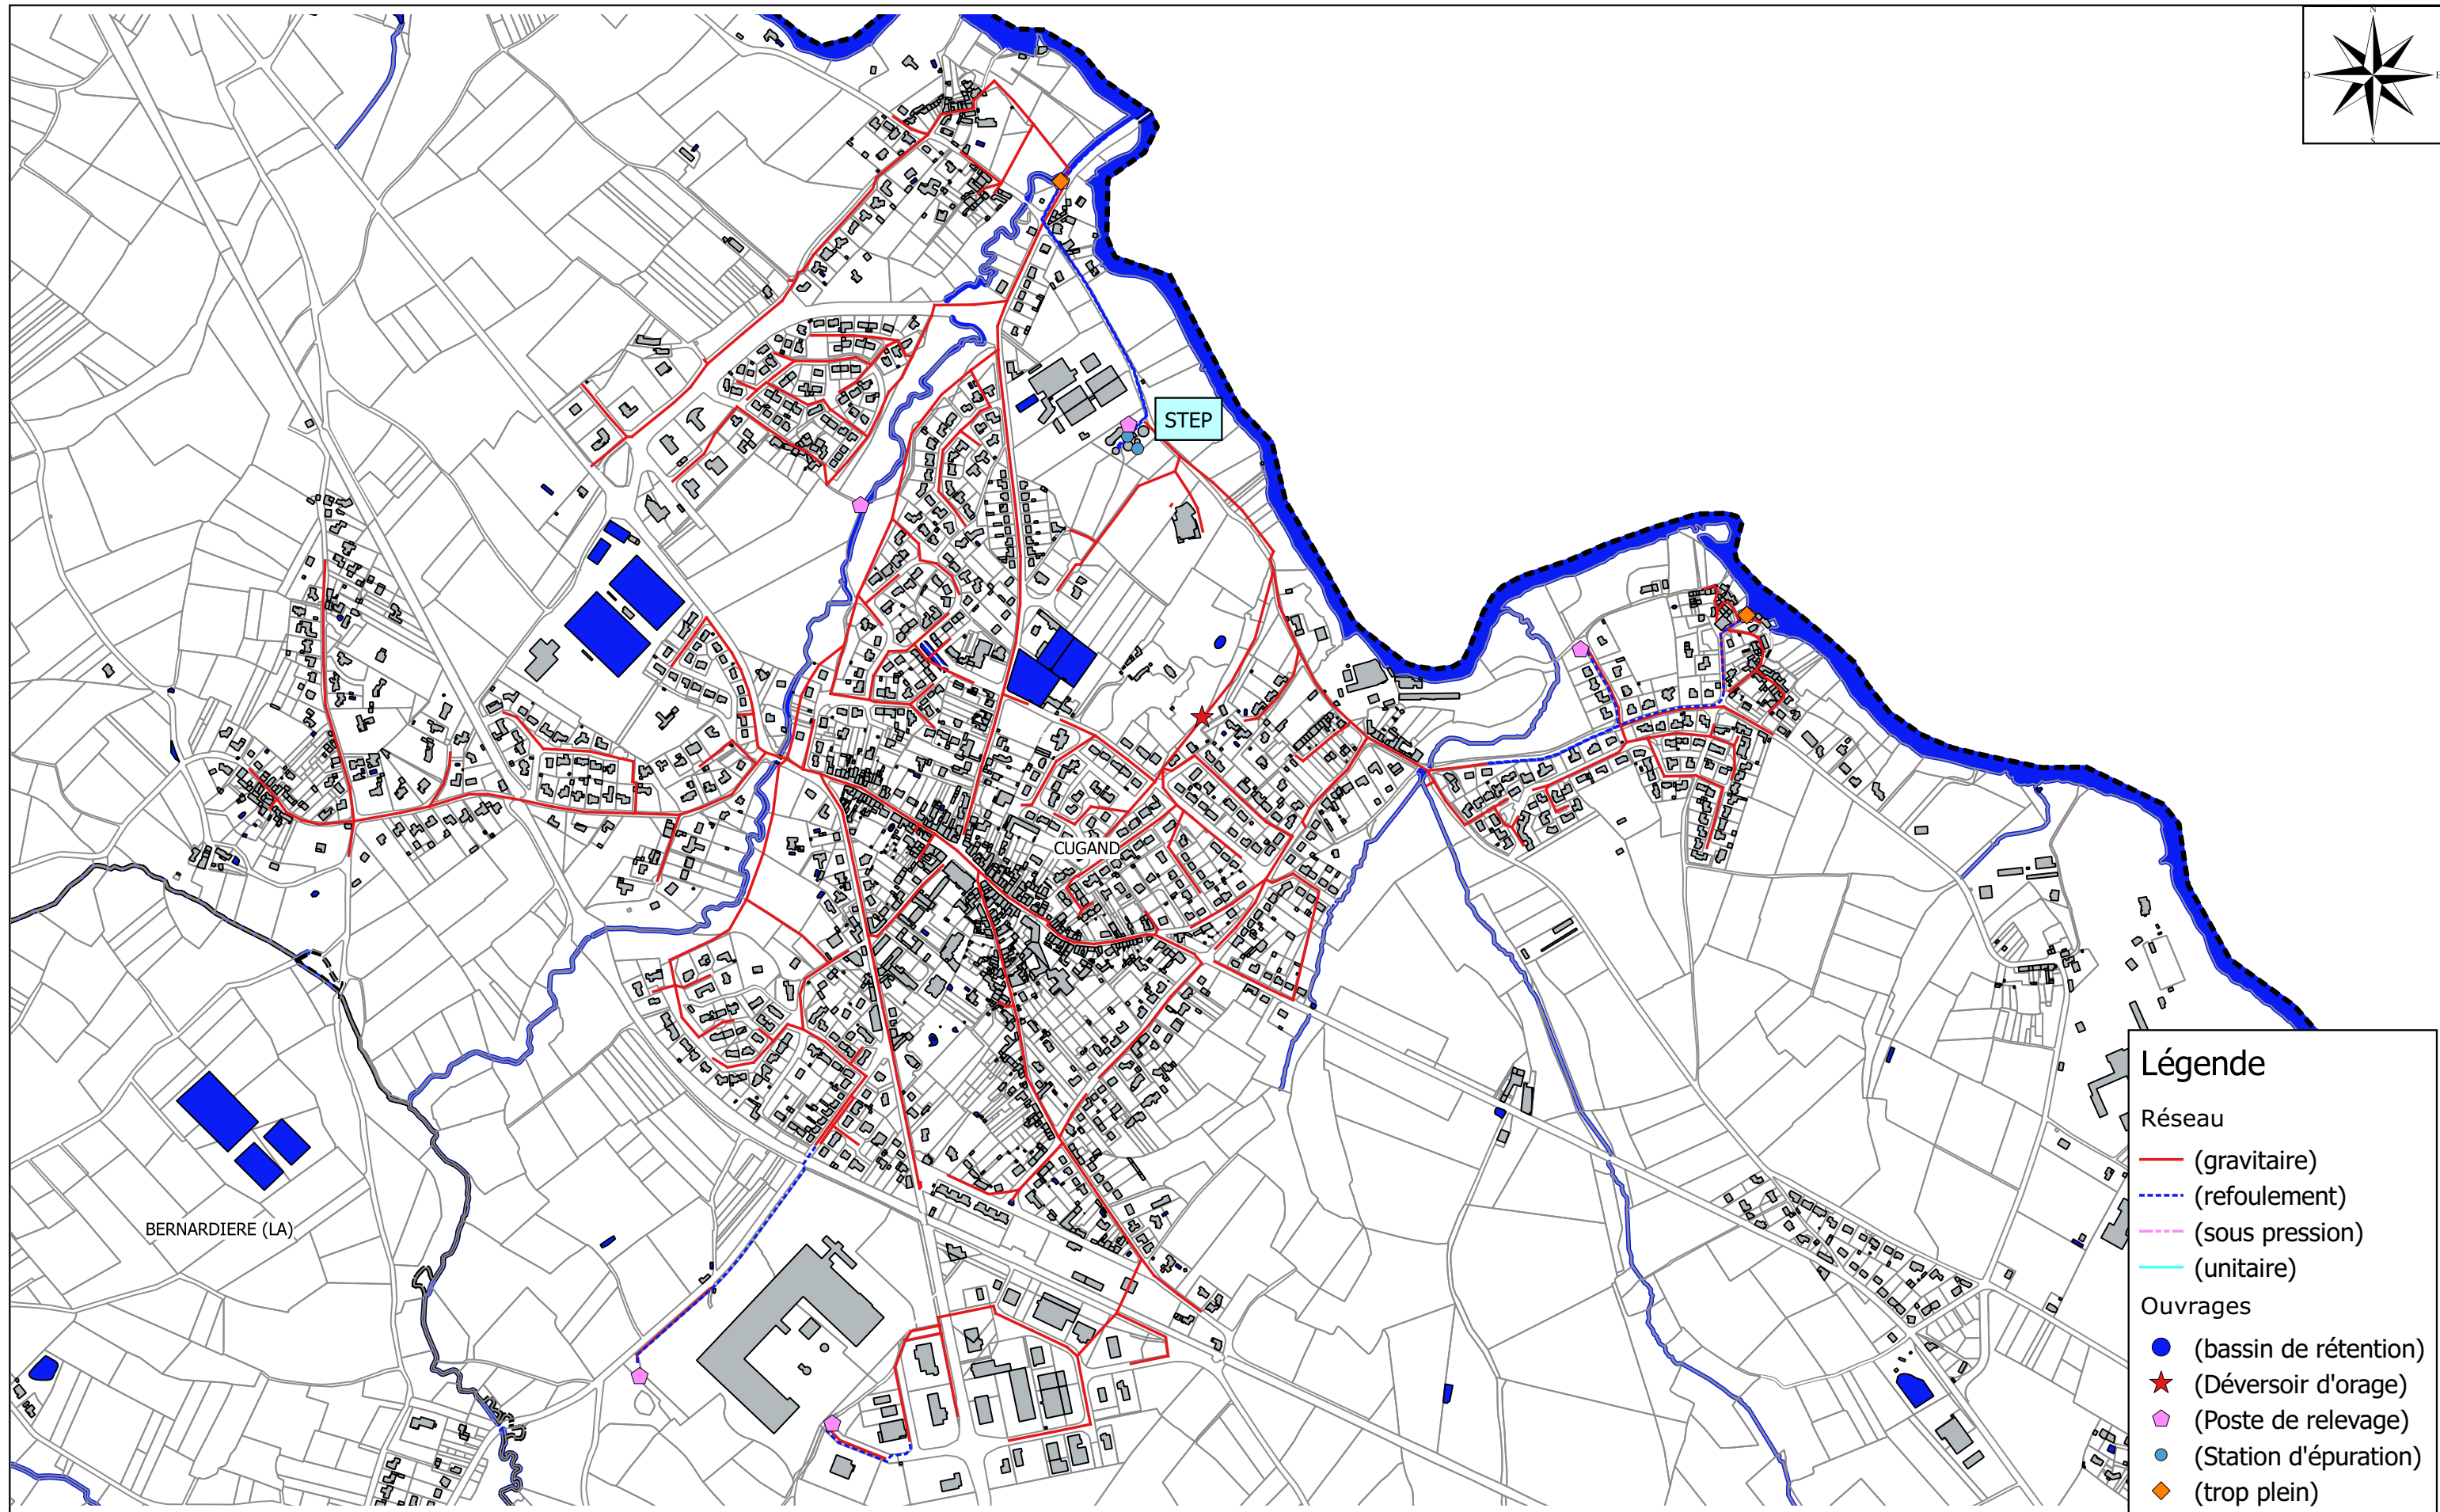 N
O
E
S
STEP
CUGAND
BERNARDIERE (LA)
Légende
Réseau
(gravitaire)
(refoulement)
(sous pression)
(unitaire)
Ouvrages
(bassin de rétention)
(Déversoir d'orage)
(Poste de relevage)
(Station d'épuration)
(trop plein)